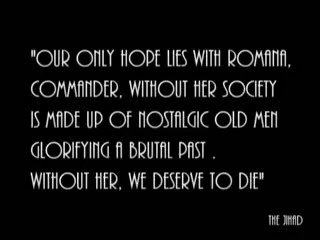 "OUR ONLY HOPE LIES WITH ROMANA,
COMMANDER, WITHOUT HER SOCIETY
IS MADE UP OF NOSTALGIC OLD MEN
GLORIFYING A BRUTAL PAST .
WITHOUT HER, WE DESERVE TO DIE"
THE JIHAD